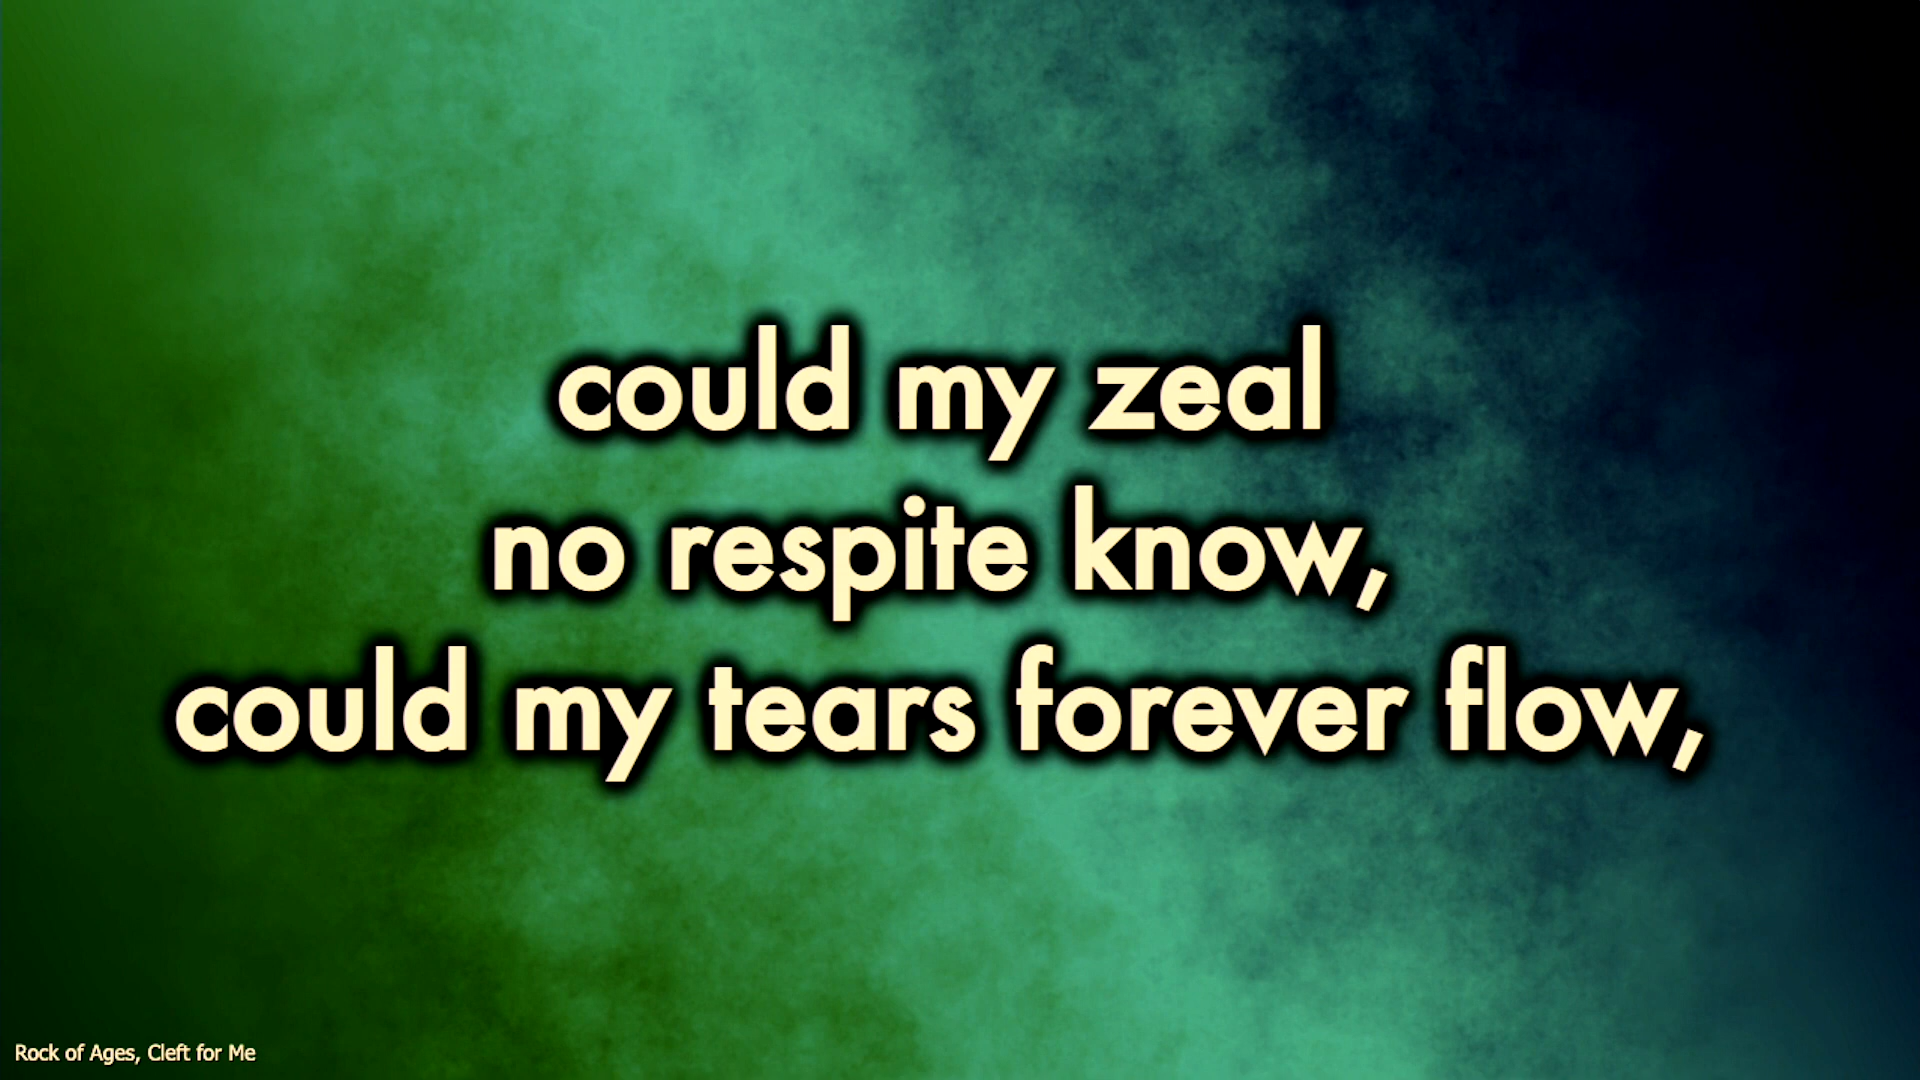 could my zeal
no respite know,
could my tears forever flow,
Rock of Ages, Cleft for Me